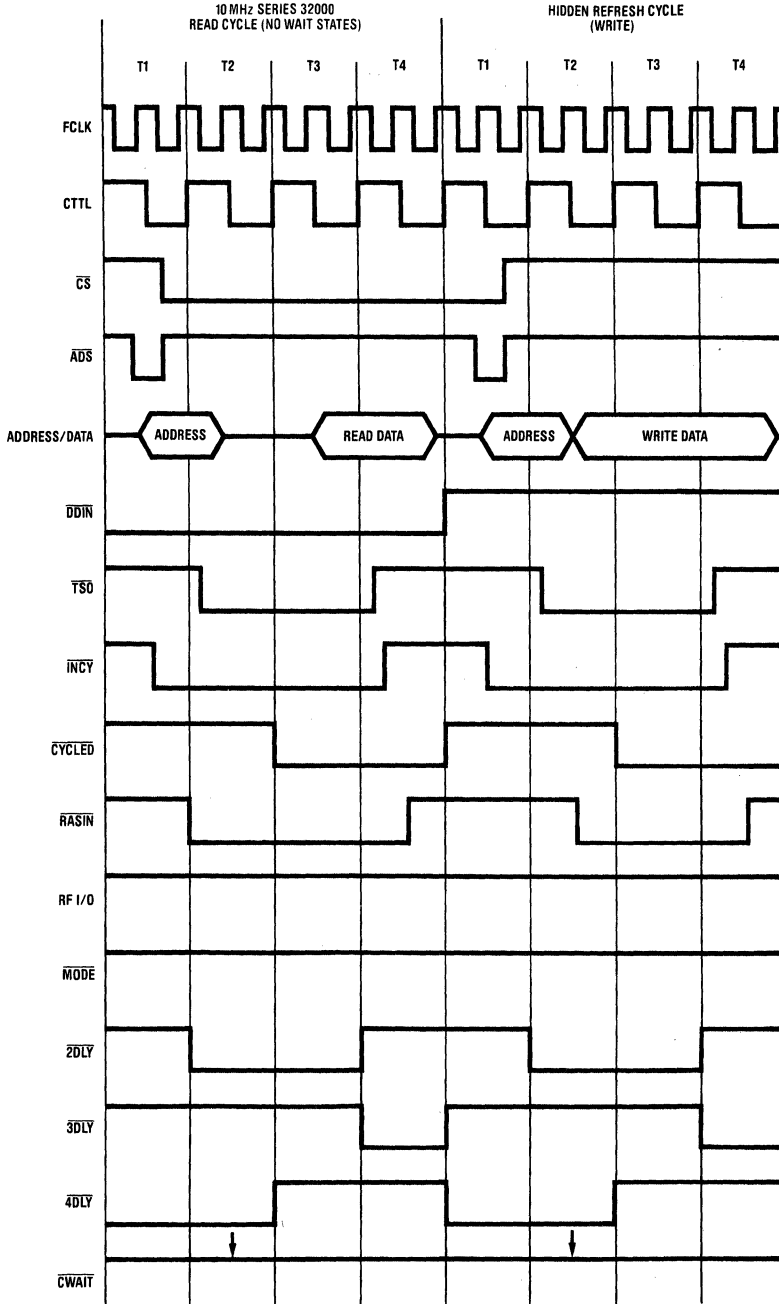 10 MHz SERIES 32000
READ CYCLE (NO WAIT STATES)
HIDDEN REFRESH CYCLE
(WRITE)
T1 T2 T3 T4 T1 T2 T3 T4
FCLK
CTTL
CS
ADS
ADDRESS/DATA ADDRESS READ DATA ADDRESS WRITE DATA
DDIN
TSO
INCY
CYCLED
RASIN
RF I/O
MODE
2DLY
3DLY
4DLY
CWAIT